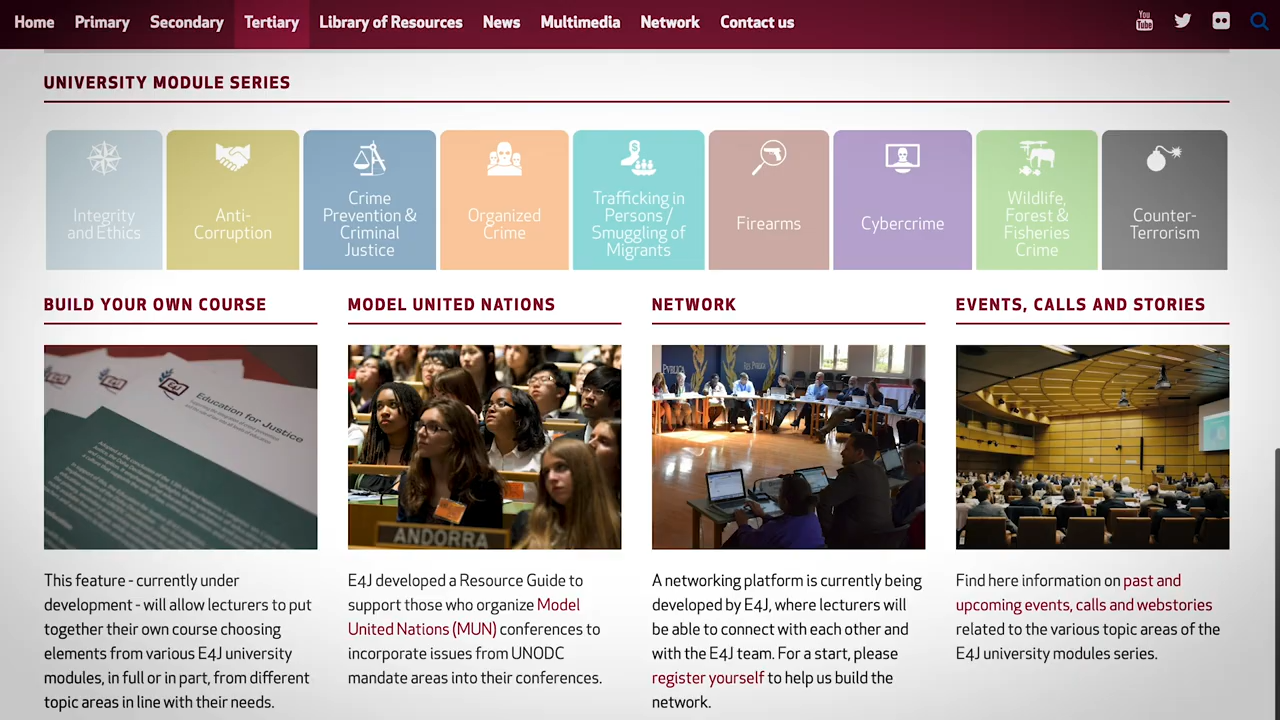 Home Primary Secondary Tertiary Library of Resources News Multimedia Network Contact us
You
Tube
UNIVERSITY MODULE SERIES
Integrity
and Ethics
Anti-
Corruption
Crime
Prevention &
Criminal
Justice
Organized
Crime
Trafficking in
Persons /
Smuggling of
Migrants
Firearms
Cybercrime
Wildlife,
Forest &
Fisheries
Crime
Counter-
Terrorism
BUILD YOUR OWN COURSE
E4J
Education for Justice
This feature - currently under
development - will allow lecturers to put
together their own course choosing
elements from various E4J university
modules, in full or in part, from different
topic areas in line with their needs.
MODEL UNITED NATIONS
ANDORRA
E4J developed a Resource Guide to
support those who organize Model
United Nations (MUN) conferences to
incorporate issues from UNODC
mandate areas into their conferences.
NETWORK
A networking platform is currently being
developed by E4J, where lecturers will
be able to connect with each other and
with the E4J team. For a start, please
register yourself to help us build the
network.
EVENTS, CALLS AND STORIES
Find here information on past and
upcoming events, calls and webstories
related to the various topic areas of the
E4J university modules series.